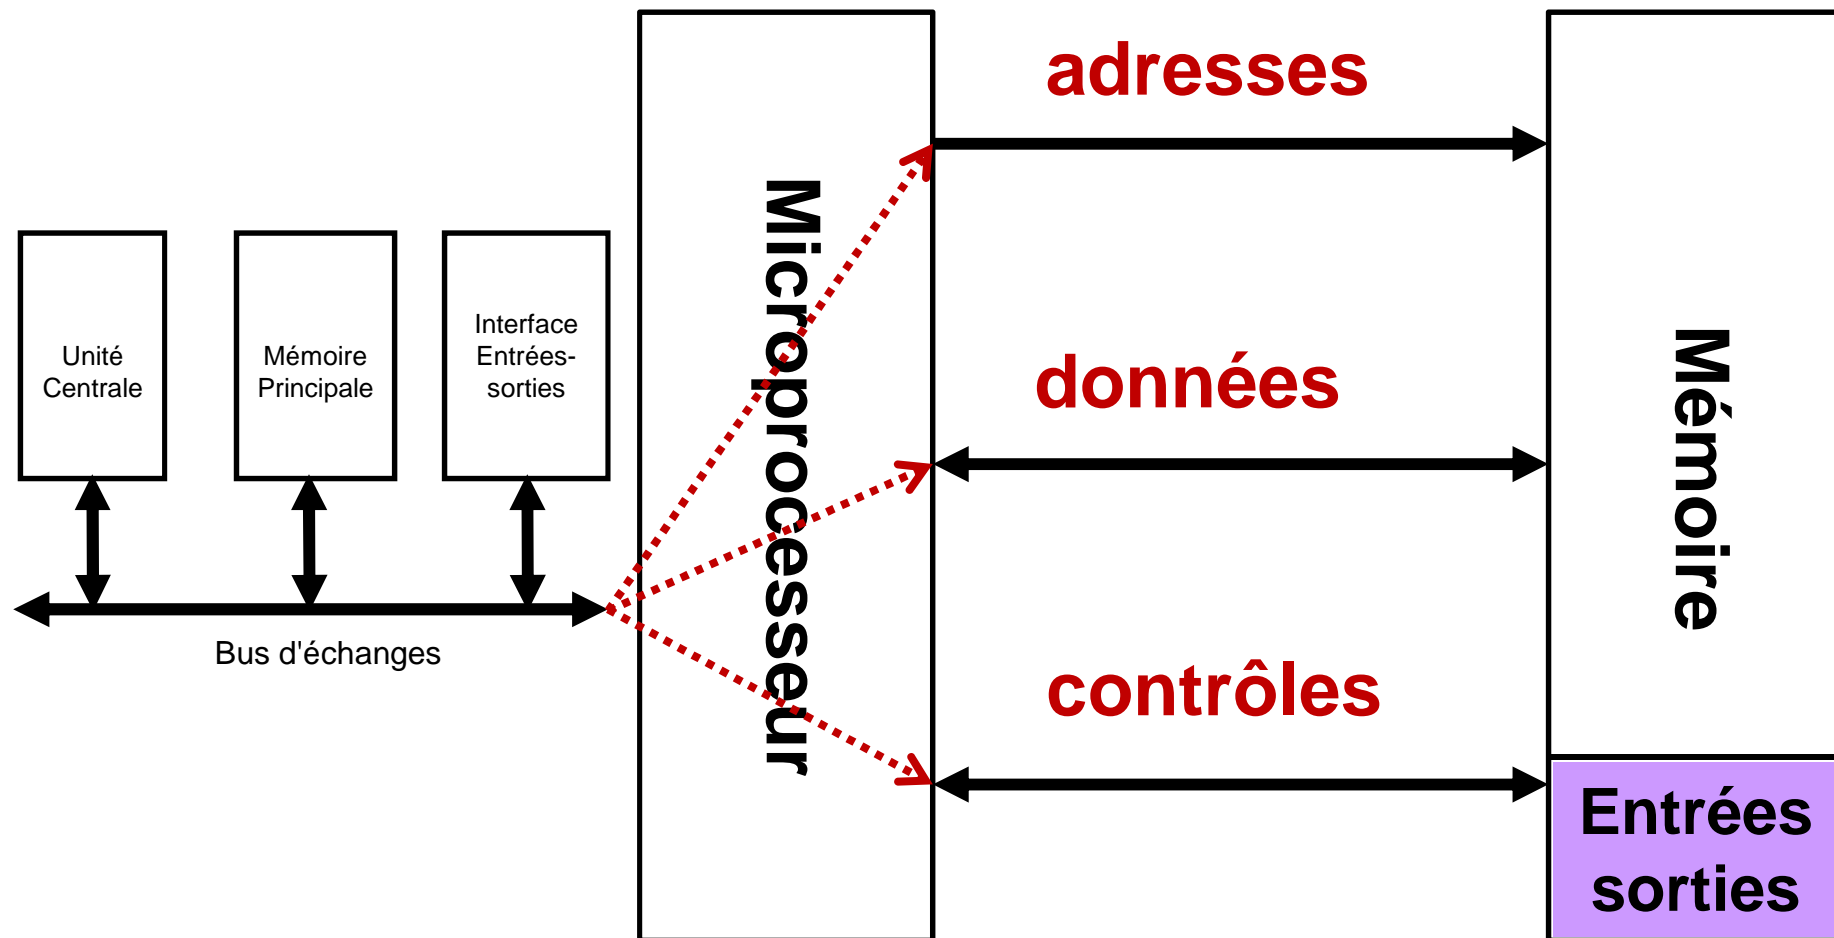 Unité
Centrale
Mémoire
Principale
Interface
Entrées-
sorties
Bus d'échanges
Microprocesseur
adresses
données
contrôles
Mémoire
Entrées
sorties